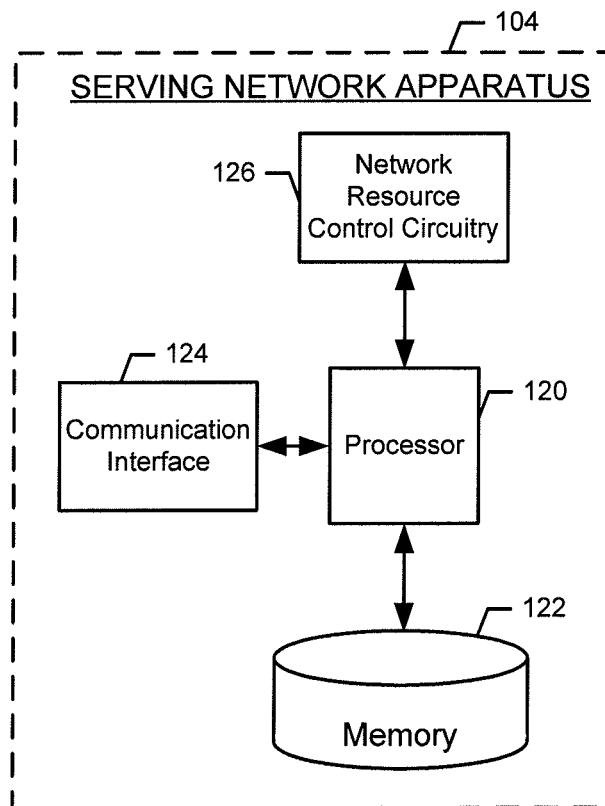 104
SERVING NETWORK APPARATUS
126
Network
Resource
Control Circuitry
124
Communication
Interface
120
Processor
122
Memory